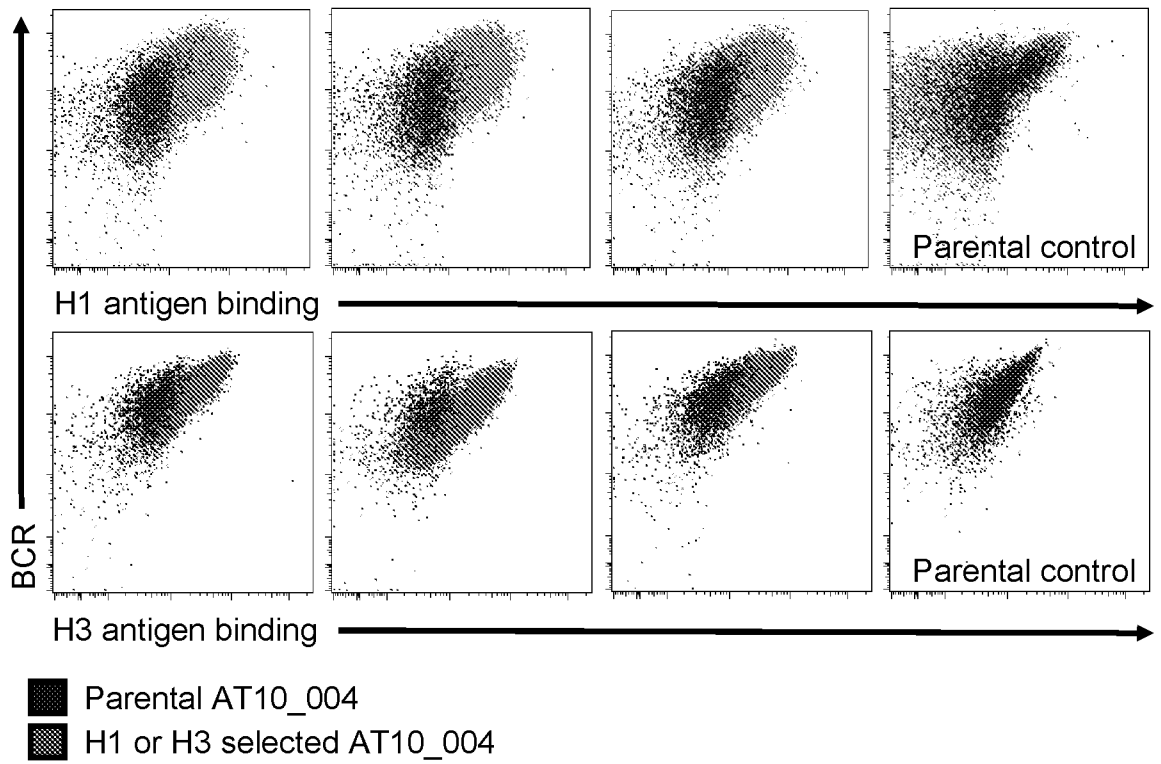 Parental control
H1 antigen binding
Parental control
BCR
H3 antigen binding
Parental AT10_004
H1 or H3 selected AT10_004